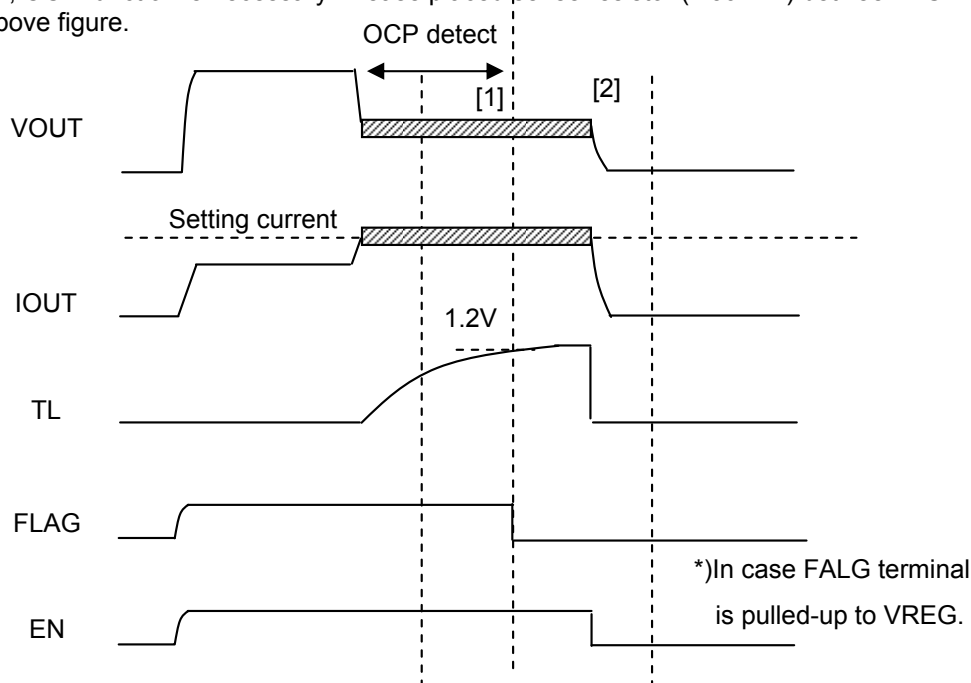 figure.
OCP detect
[1]
[2]
VOUT
Setting current
IOUT
1.2V
TL
FLAG
*)In case FALG terminal
is pulled-up to VREG.
EN